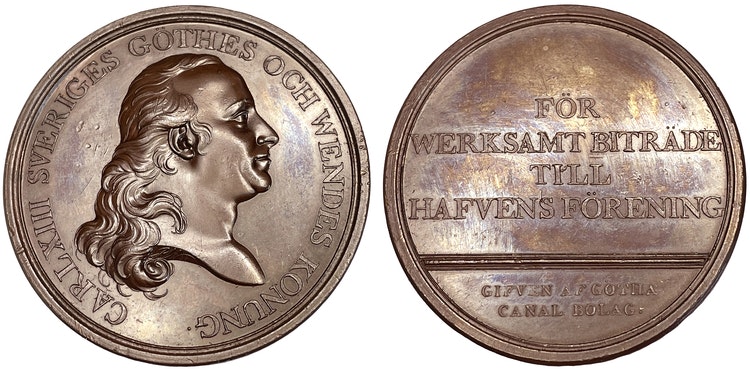 CARL XIII SVERIGES GÖTHES OCH WENDES KONUNG.
FÖR
WERKSAMT BITRÄDE
TILL
HAFVENS FÖRENING
GIFVEN AF GÖTHA
CANAL BOLAG.